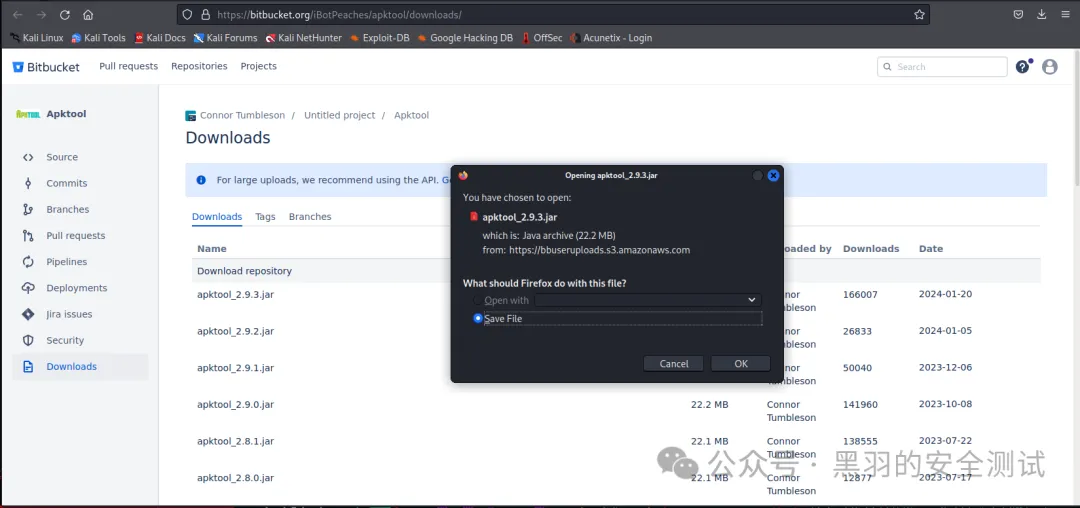 https://bitbucket.org/iBotPeaches/apktool/downloads/
Kali Linux Kali Tools Kali Docs Kali Forums Kali NetHunter Exploit-DB Google Hacking DB OffSec Acunetix - Login
Bitbucket Pull requests Repositories Projects Search
Apktool
Source
Commits
Branches
Pull requests
Pipelines
Deployments
Jira issues
Security
Downloads
Connor Tumbleson / Untitled project / Apktool
Downloads
For large uploads, we recommend using the API.
Downloads Tags Branches
Name Downloads Date
Download repository
apktool_2.9.3.jar 166007 2024-01-20
apktool_2.9.2.jar 26833 2024-01-05
apktool_2.9.1.jar 50040 2023-12-06
Tumbleson
apktool_2.9.0.jar 22.2 MB Connor 141960 2023-10-08
Tumbleson
apktool_2.8.1.jar 22.1 MB Connor 138555 2023-07-22
Tumbleson
apktool_2.8.0.jar 22.1 MB Connor 12877 2023-07-17
Tumbleson
Opening apktool_2.9.3.jar
You have chosen to open:
apktool_2.9.3.jar
which is: Java archive (22.2 MB)
from: https://bbuseruploads.s3.amazonaws.com
What should Firefox do with this file?
Open with
Save File
Cancel OK
公众号 · 黑羽的安全测试